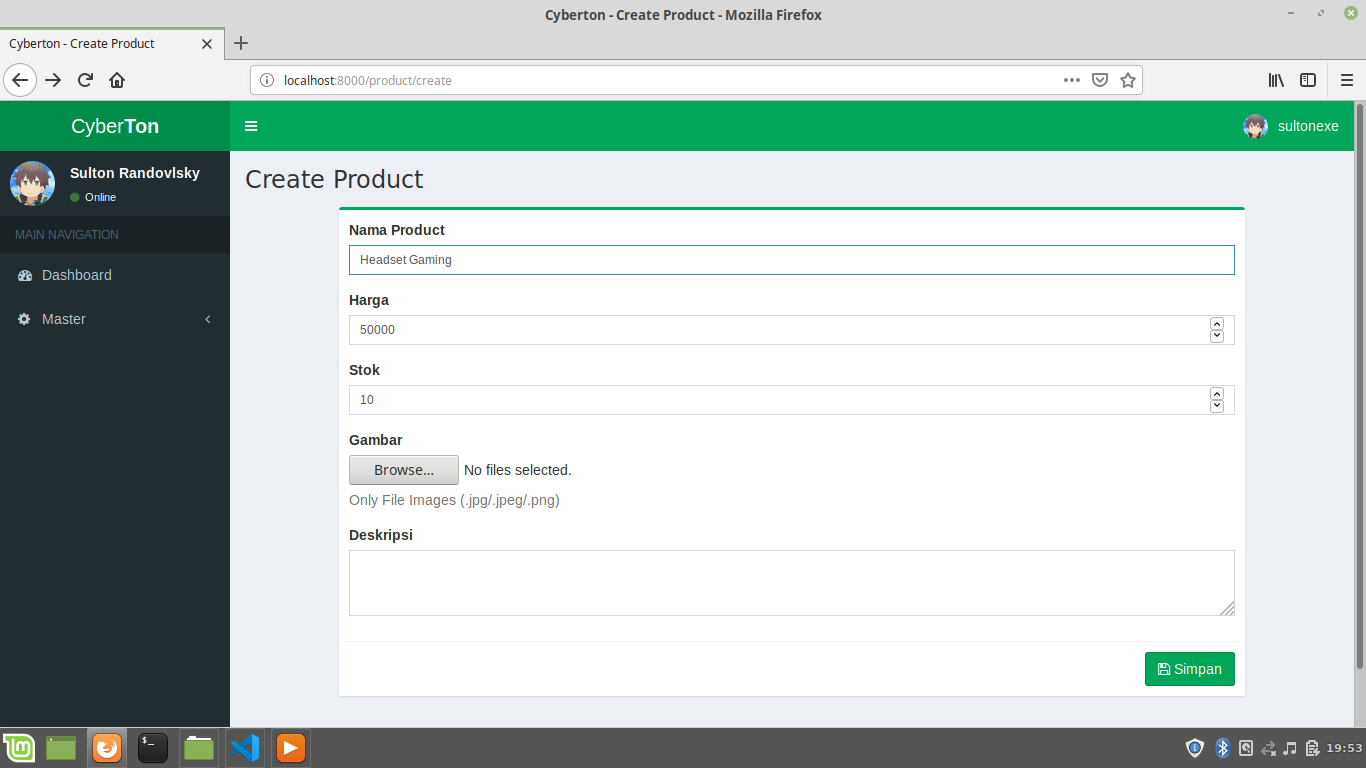 Cyberton - Create Product - Mozilla Firefox
Cyberton - Create Product
localhost:8000/product/create
CyberTon
sultonexe
Sulton Randovlsky
Online
MAIN NAVIGATION
Dashboard
Master
Create Product
Nama Product
Headset Gaming
Harga
50000
Stok
10
Gambar
Browse... No files selected.
Only File Images (.jpg/.jpeg/.png)
Deskripsi
Simpan
19:53